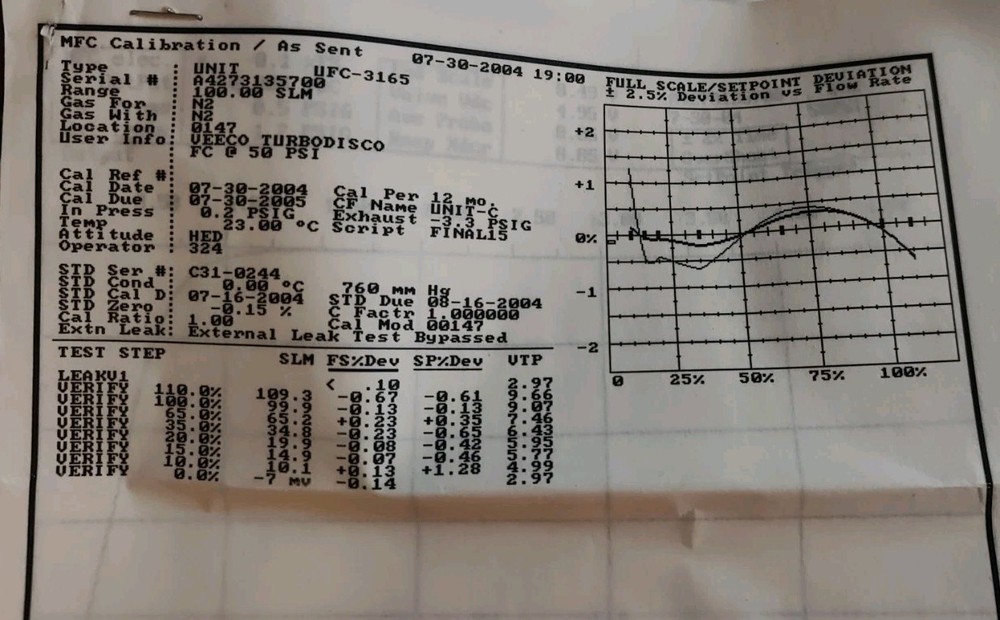 MFC Calibration / As Sent 07-30-2004 19:00
Type : UNIT UFC-3165
Serial # : A4273135700
Range : 100.00 SLM
Gas For : N2
Gas With : N2
Location : 0147
User Info: VEECO TURBODISCO
FC @ 50 PSI
Cal Ref #:
Cal Date : 07-30-2004 Cal Per 12 mo.
Cal Due : 07-30-2005 CF Name UNIT-C
In Press : 0.2 PSIG Exhaust -3.3 PSIG
Temp : 23.00 °C Script FINAL15
Attitude : HED
Operator : 324
STD Ser #: C31-0244
STD Cond : 0.00 °C 760 mm Hg
STD Cal D: 07-16-2004 STD Due 08-16-2004
STD Zero : -0.15 % C Factr 1.000000
Cal Ratio: 1.00 Cal Mod 00147
Extn Leak: External Leak Test Bypassed
TEST STEP SLM FS%Dev SP%Dev VTP
LEAKV1 < .10 2.97
VERIFY 110.0% 109.3 -0.67 -0.61 9.66
VERIFY 100.0% 99.9 -0.13 -0.13 9.07
VERIFY 65.0% 65.2 +0.23 +0.35 7.46
VERIFY 35.0% 34.8 -0.23 -0.65 6.43
VERIFY 20.0% 19.9 -0.08 -0.42 5.95
VERIFY 15.0% 14.9 -0.07 -0.46 5.77
VERIFY 10.0% 10.1 +0.13 +1.28 4.99
VERIFY 0.0% -7 mV -0.14 2.97
FULL SCALE/SETPOINT DEVIATION
± 2.5% Deviation vs Flow Rate
+2
+1
0%
-1
-2
0 25% 50% 75% 100%